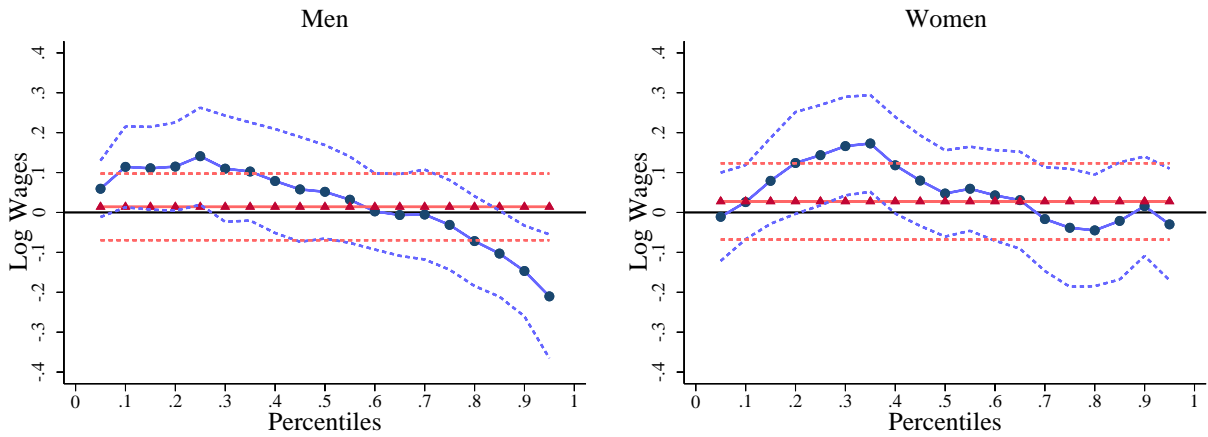 Men
Log Wages
.4
.3
.2
.1
0
-.1
-.2
-.3
-.4
0 .1 .2 .3 .4 .5 .6 .7 .8 .9 1
Percentiles
Women
Log Wages
.4
.3
.2
.1
0
-.1
-.2
-.3
-.4
0 .1 .2 .3 .4 .5 .6 .7 .8 .9 1
Percentiles